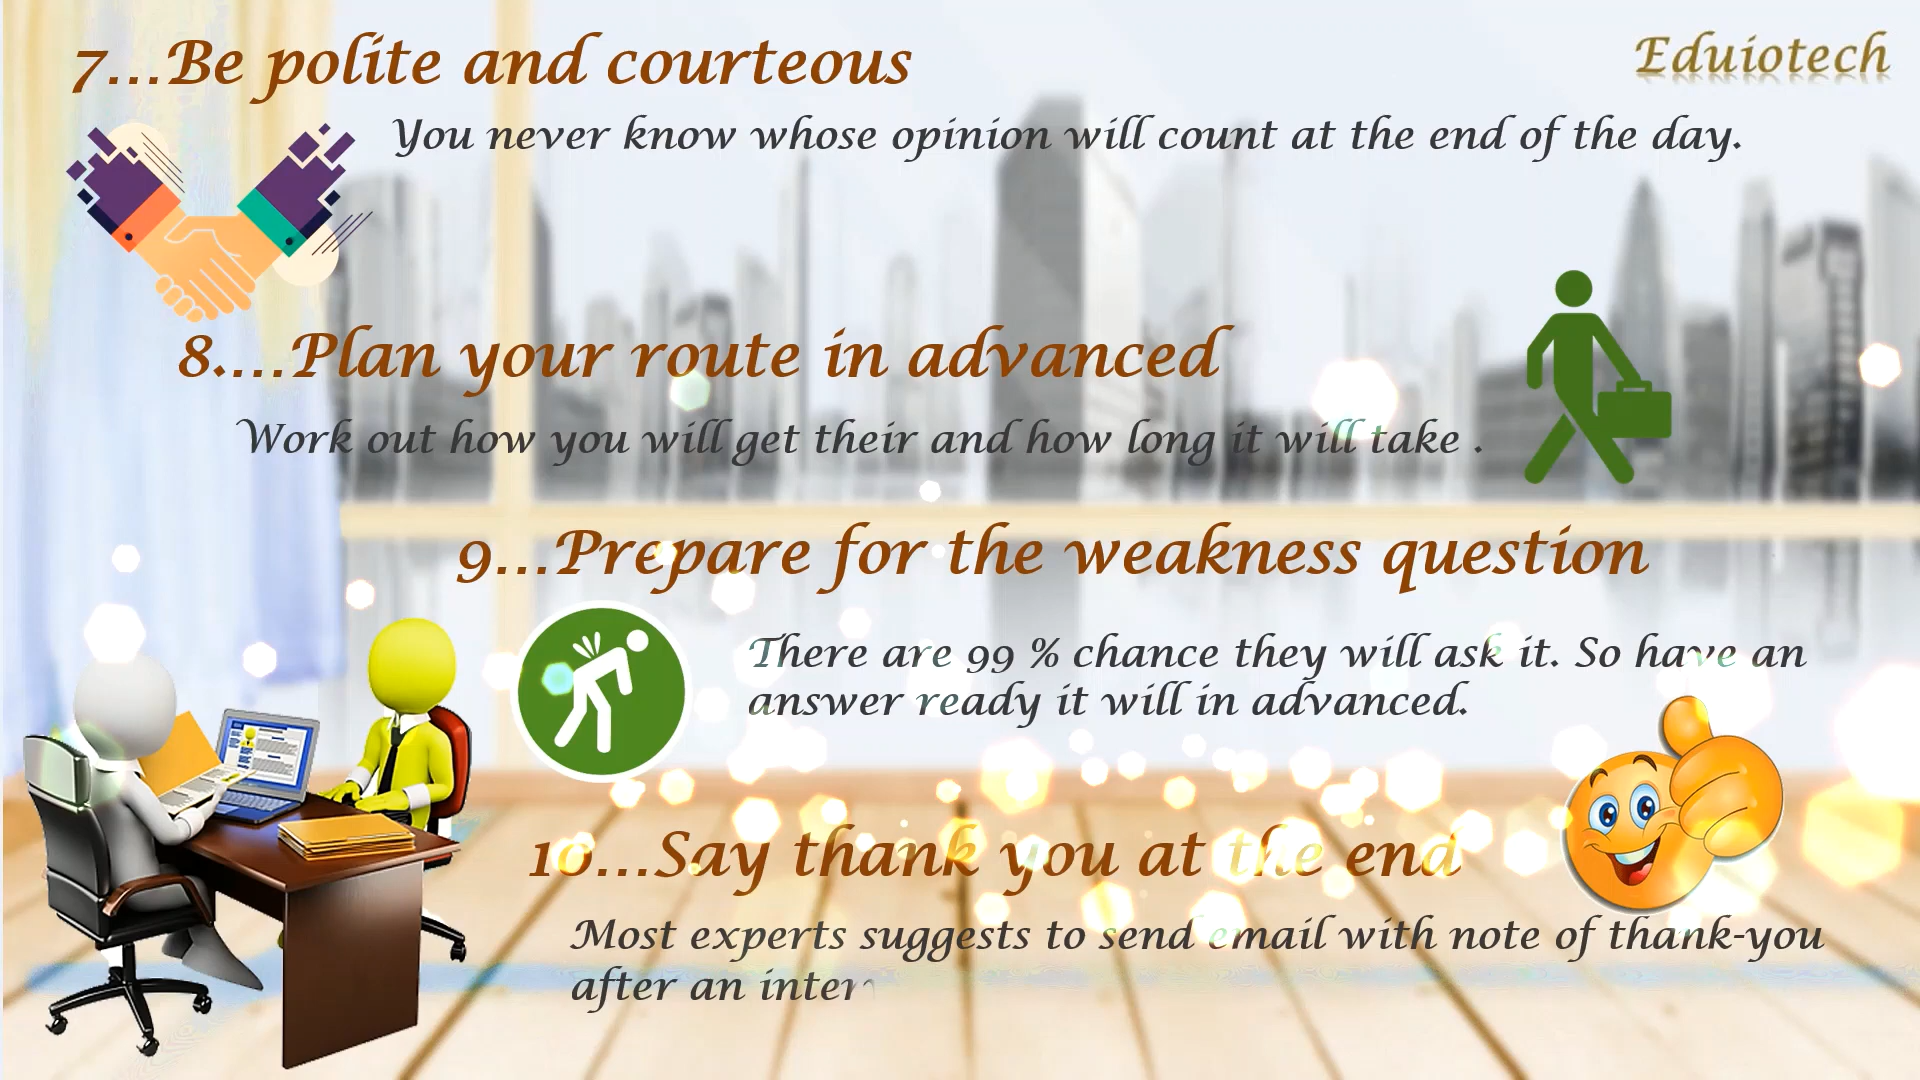 7...Be polite and courteous
Eduiotech
You never know whose opinion will count at the end of the day.
8....Plan your route in advanced
Work out how you will get their and how long it will take .
9...Prepare for the weakness question
There are 99 % chance they will ask it. So have an
answer ready it will in advanced.
10...Say thank you at the end
Most experts suggests to send email with note of thank-you
after an